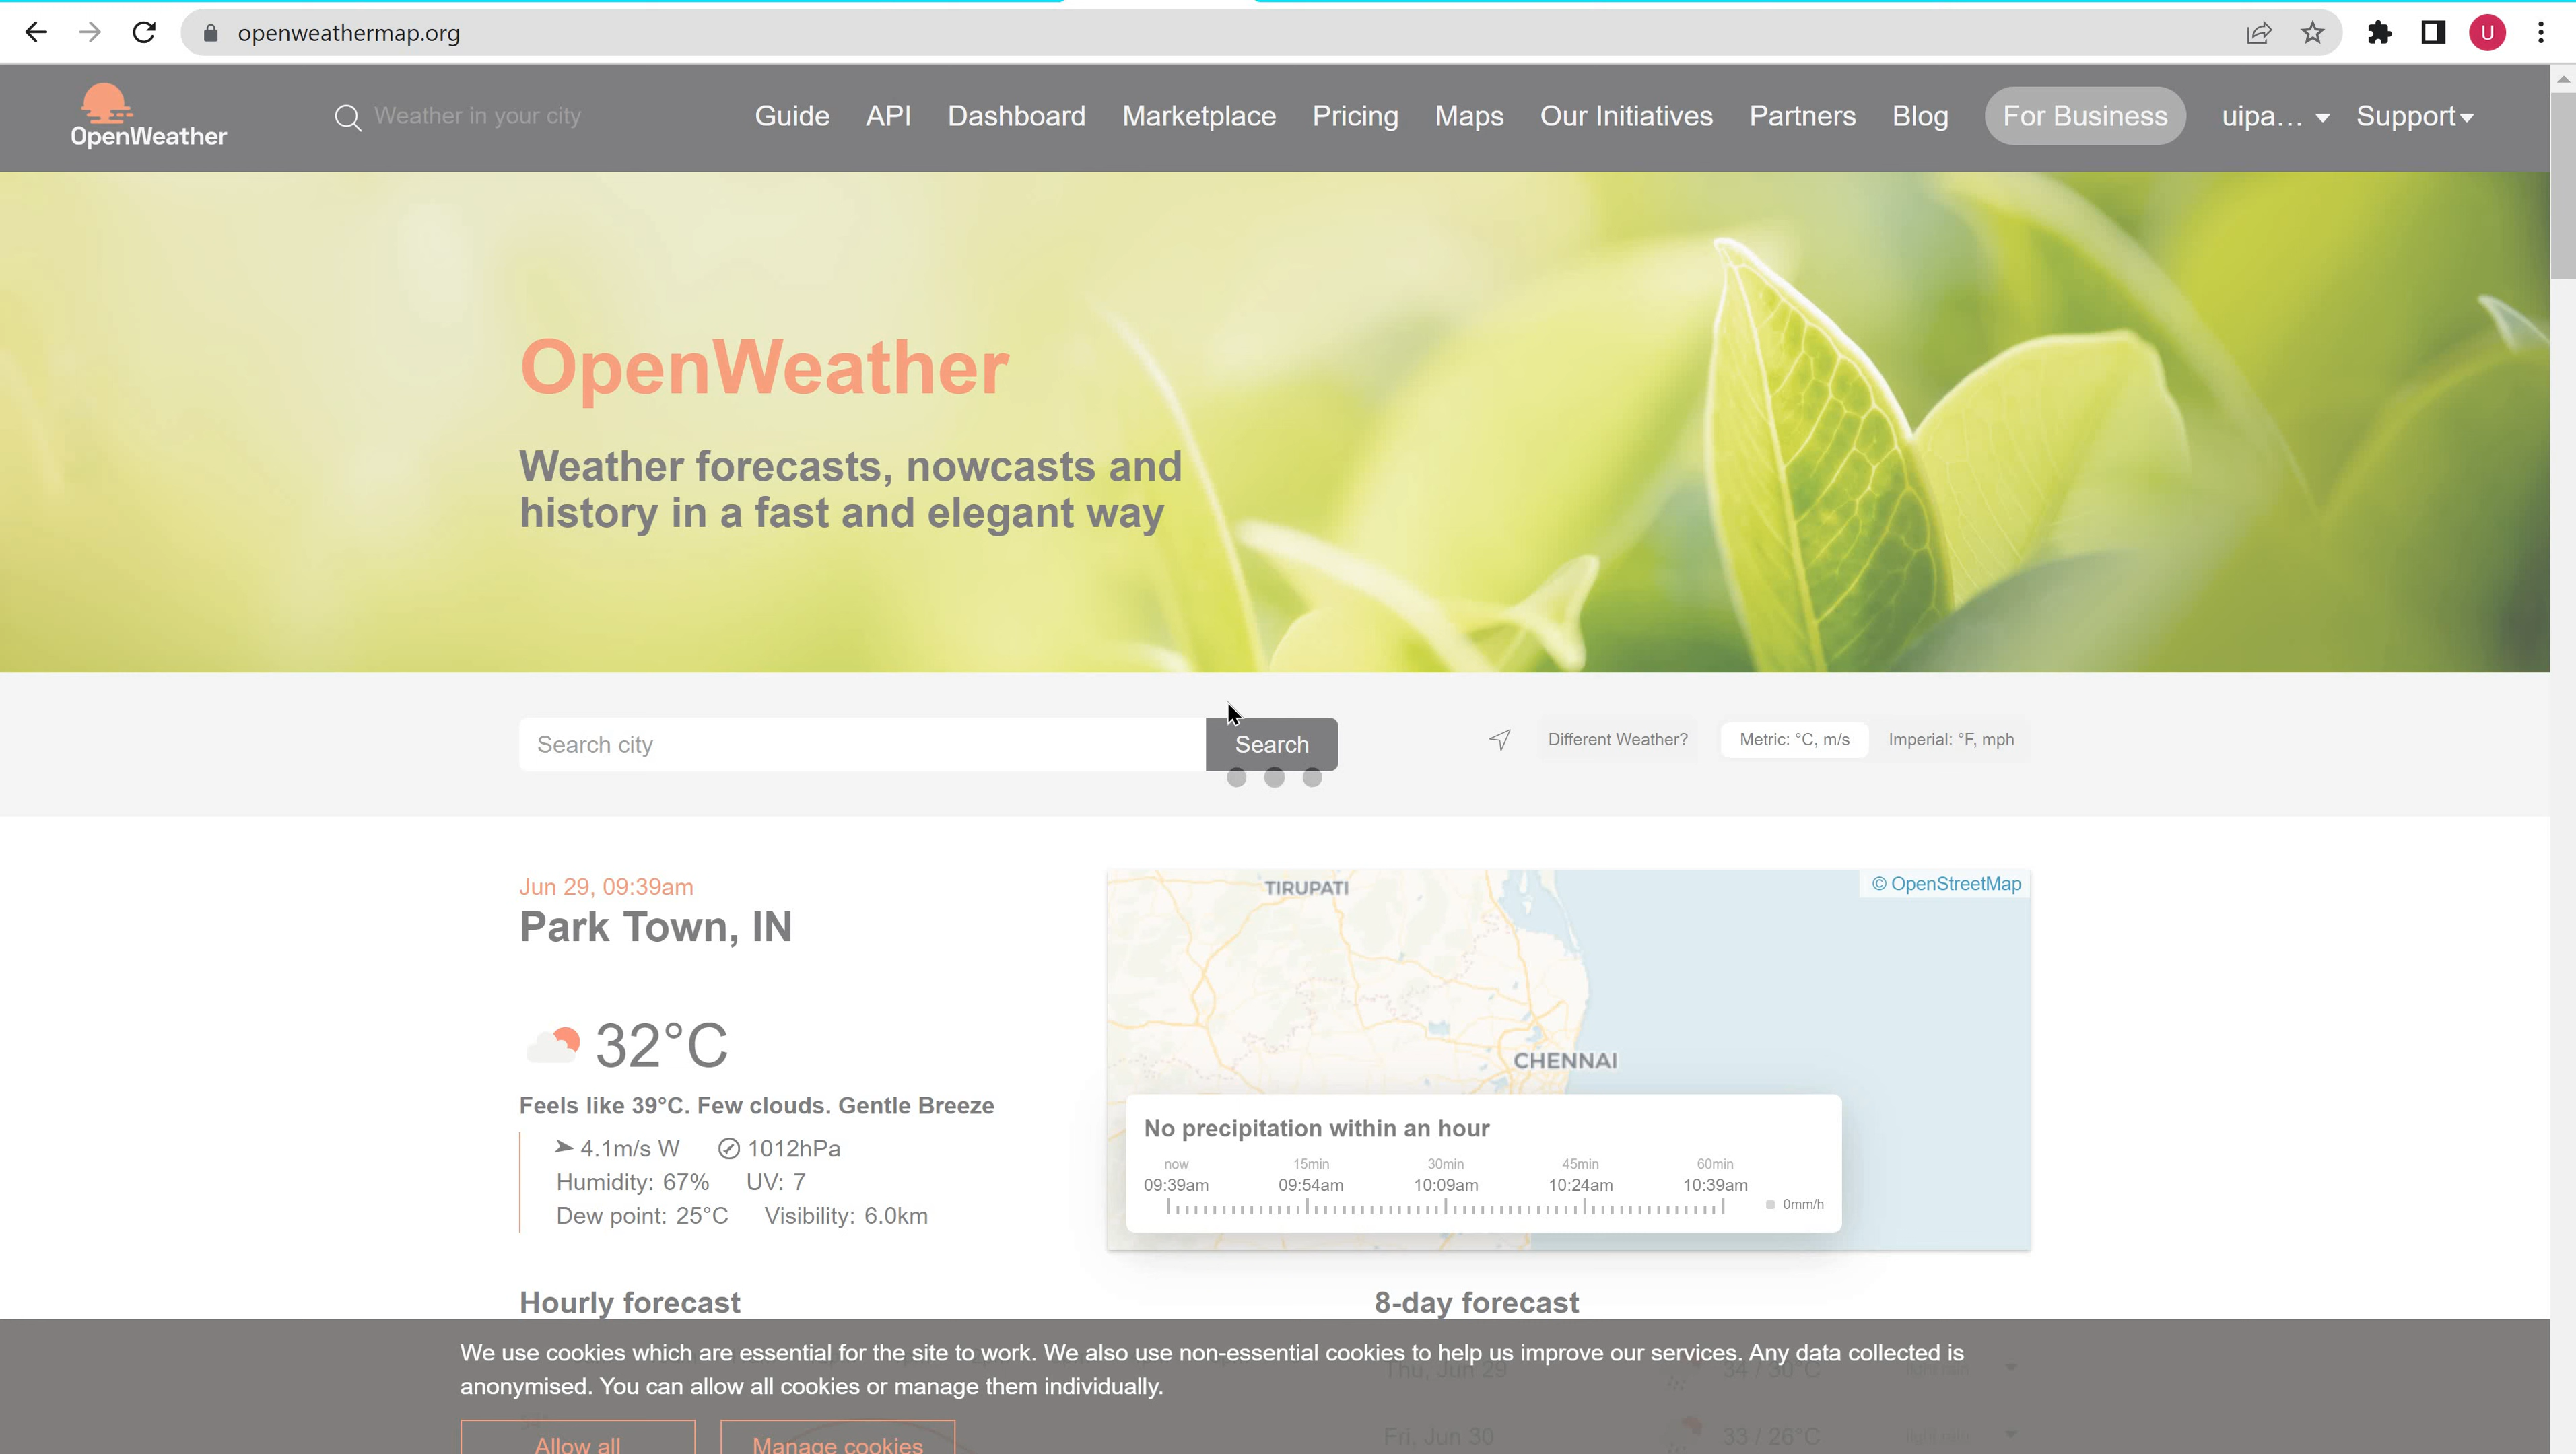 openweathermap.org
U
OpenWeather
Weather in your city
Guide API Dashboard Marketplace Pricing Maps Our Initiatives Partners Blog For Business uipa... Support
OpenWeather
Weather forecasts, nowcasts and
history in a fast and elegant way
Search city
Search
Different Weather?
Metric: °C, m/s
Imperial: °F, mph
Jun 29, 09:39am
Park Town, IN
32°C
Feels like 39°C. Few clouds. Gentle Breeze
4.1m/s W 1012hPa
Humidity: 67% UV: 7
Dew point: 25°C Visibility: 6.0km
TIRUPATI
© OpenStreetMap
CHENNAI
No precipitation within an hour
now 15min 30min 45min 60min
09:39am 09:54am 10:09am 10:24am 10:39am
0mm/h
Hourly forecast
8-day forecast
We use cookies which are essential for the site to work. We also use non-essential cookies to help us improve our services. Any data collected is
anonymised. You can allow all cookies or manage them individually.
Allow all
Manage cookies
Thu, Jun 29 34 / 30°C
Fri, Jun 30 33 / 26°C